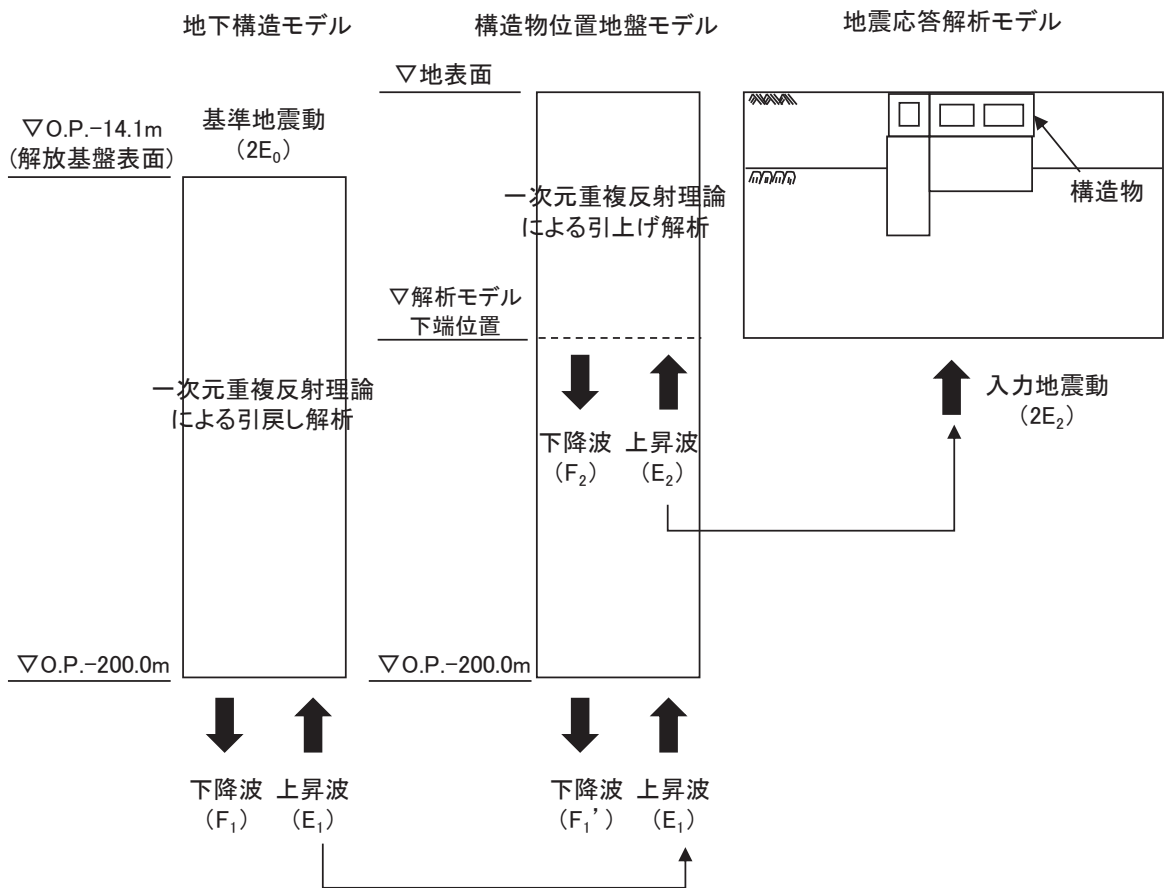 地下構造モデル
構造物位置地盤モデル
地震応答解析モデル
▽地表面
▽O.P.-14.1m
(解放基盤表面)
基準地震動
(2E₀)
構造物
一次元重複反射理論
による引上げ解析
▽解析モデル
下端位置
一次元重複反射理論
による引戻し解析
下降波
(F₂)
上昇波
(E₂)
入力地震動
(2E₂)
▽O.P.-200.0m
▽O.P.-200.0m
下降波
(F₁)
上昇波
(E₁)
下降波
(F₁’)
上昇波
(E₁)